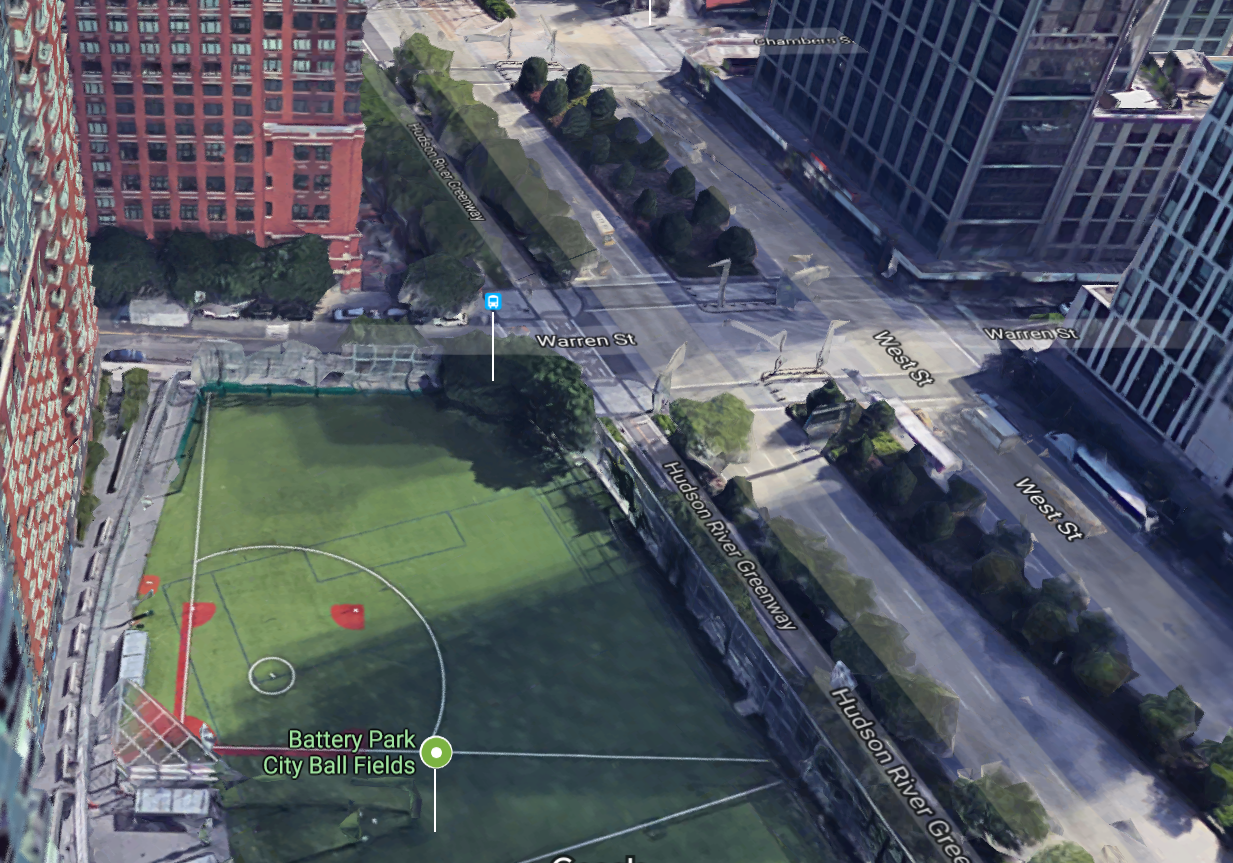 Chambers St
Hudson River Greenway
Warren St
Warren St
West St
West St
Hudson River Greenway
Hudson River Gree
Battery Park
City Ball Fields